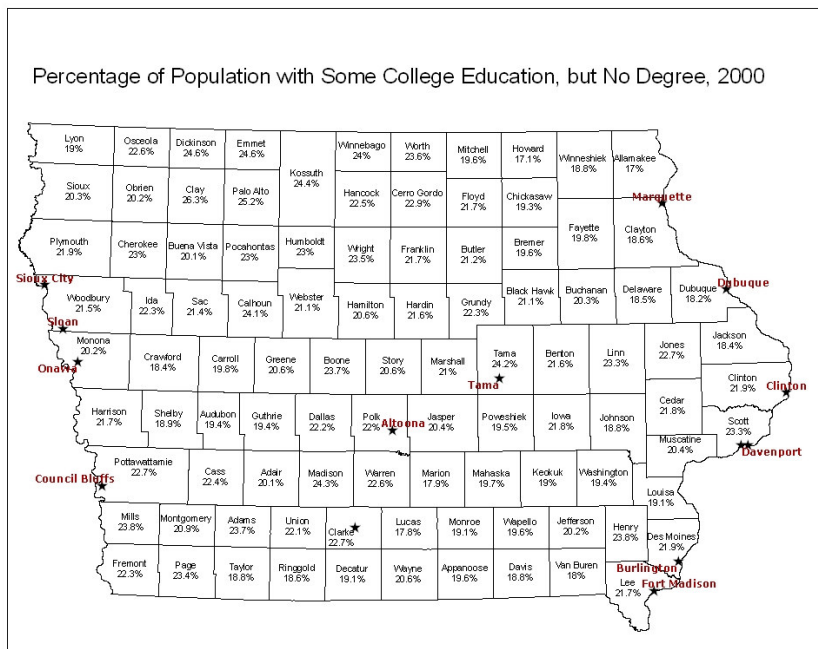 Percentage of Population with Some College Education, but No Degree, 2000
Lyon
19%
Osceola
22.6%
Dickinson
24.6%
Emmet
24.6%
Kossuth
24.4%
Winnebago
24%
Worth
23.6%
Mitchell
19.6%
Howard
17.1%
Winneshiek
18.8%
Allamakee
17%
Sioux
20.3%
Obrien
20.2%
Clay
26.3%
Palo Alto
25.2%
Hancock
22.5%
Cerro Gordo
22.9%
Floyd
21.7%
Chickasaw
19.3%
Marquette
Fayette
19.8%
Clayton
18.6%
Plymouth
21.9%
Cherokee
23%
Buena Vista
20.1%
Pocahontas
23%
Humboldt
23%
Wright
23.5%
Franklin
21.7%
Butler
21.2%
Bremer
19.6%
Sioux City
Woodbury
21.5%
Ida
22.3%
Sac
21.4%
Calhoun
24.1%
Webster
21.1%
Hamilton
20.6%
Hardin
21.6%
Grundy
22.3%
Black Hawk
21.1%
Buchanan
20.3%
Delaware
18.5%
Dubuque
18.2%
Dubuque
Sloan
Monona
20.2%
Onawa
Crawford
18.4%
Carroll
19.8%
Greene
20.6%
Boone
23.7%
Story
20.6%
Marshall
21%
Tama
24.2%
Tama
Benton
21.6%
Linn
23.3%
Jones
22.7%
Jackson
18.4%
Clinton
21.9%
Clinton
Harrison
21.7%
Shelby
18.9%
Audubon
19.4%
Guthrie
19.4%
Dallas
22.2%
Polk
22%
Altoona
Jasper
20.4%
Poweshiek
19.5%
Iowa
21.8%
Johnson
18.8%
Cedar
21.8%
Scott
23.3%
Davenport
Muscatine
20.4%
Pottawattamie
22.7%
Council Bluffs
Cass
22.4%
Adair
20.1%
Madison
24.3%
Warren
22.6%
Marion
17.9%
Mahaska
19.7%
Keokuk
19%
Washington
19.4%
Louisa
19.1%
Mills
23.8%
Montgomery
20.9%
Adams
23.7%
Union
22.1%
Clarke
22.7%
Lucas
17.8%
Monroe
19.1%
Wapello
19.6%
Jefferson
20.2%
Henry
23.8%
Des Moines
21.9%
Burlington
Fremont
22.3%
Page
23.4%
Taylor
18.8%
Ringgold
18.6%
Decatur
19.1%
Wayne
20.6%
Appanoose
19.6%
Davis
18.8%
Van Buren
18%
Lee
21.7%
Fort Madison